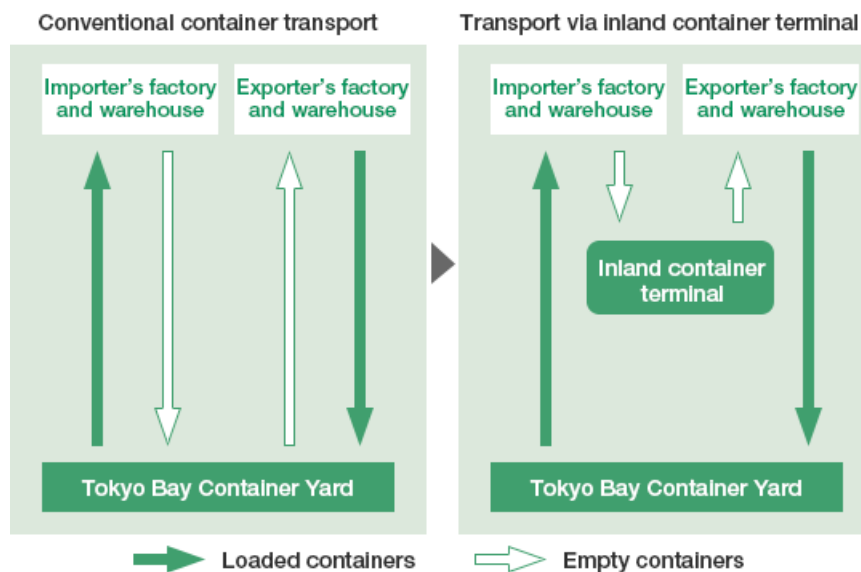 Conventional container transport
Importer's factory
and warehouse
Exporter's factory
and warehouse
Tokyo Bay Container Yard
Transport via inland container terminal
Importer's factory
and warehouse
Exporter's factory
and warehouse
Inland container
terminal
Tokyo Bay Container Yard
Loaded containers
Empty containers